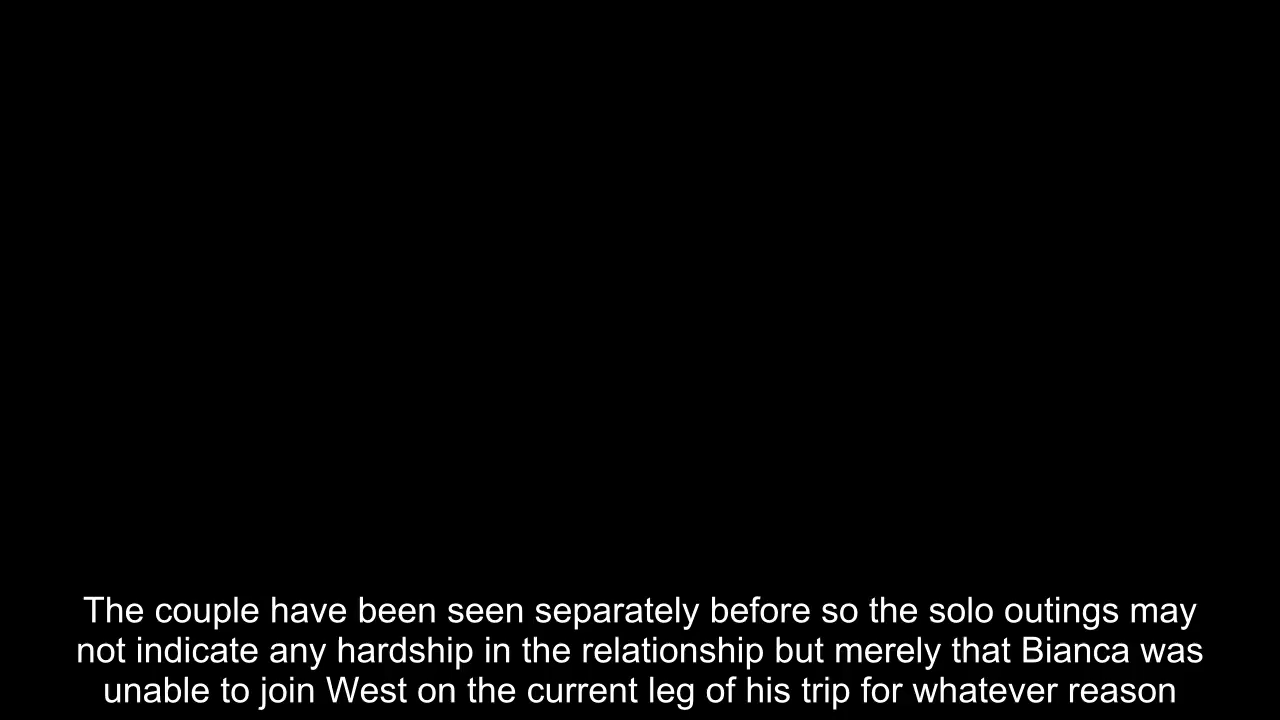 The couple have been seen separately before so the solo outings may
not indicate any hardship in the relationship but merely that Bianca was
unable to join West on the current leg of his trip for whatever reason